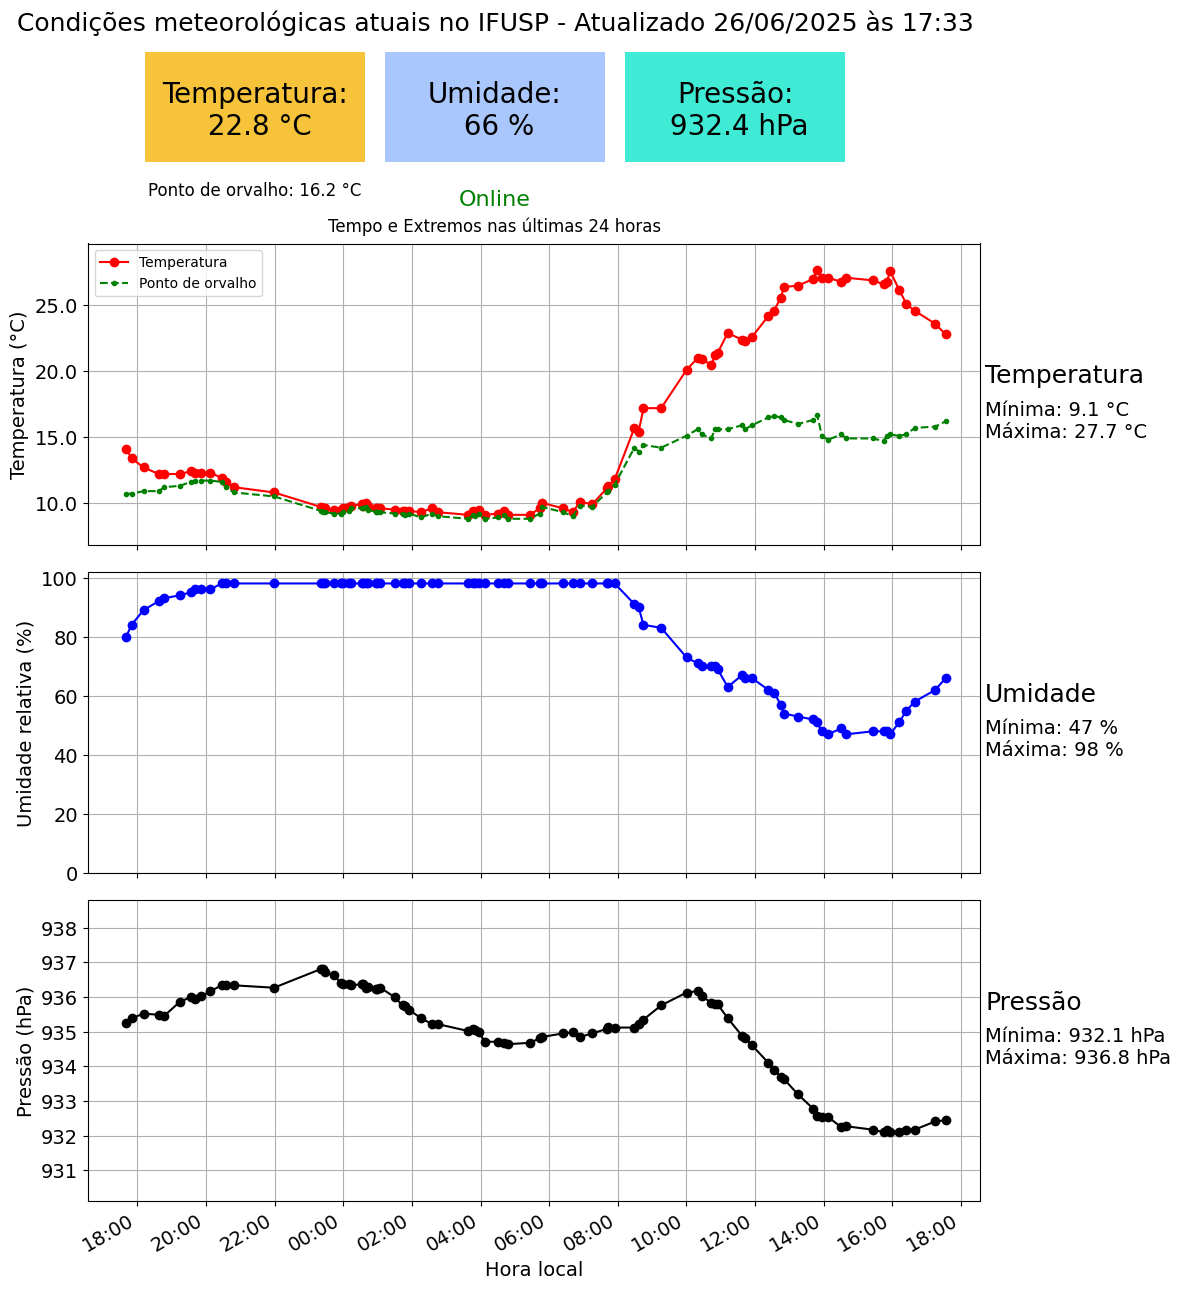 Condições meteorológicas atuais no IFUSP - Atualizado 26/06/2025 às 17:33
Temperatura:
22.8 °C
Umidade:
66 %
Pressão:
932.4 hPa
Ponto de orvalho: 16.2 °C
Online
Tempo e Extremos nas últimas 24 horas
Temperatura
Ponto de orvalho
Temperatura (°C)
25.0
20.0
15.0
10.0
Temperatura
Mínima: 9.1 °C
Máxima: 27.7 °C
Umidade relativa (%)
100
80
60
40
20
0
Umidade
Mínima: 47 %
Máxima: 98 %
Pressão (hPa)
938
937
936
935
934
933
932
931
Pressão
Mínima: 932.1 hPa
Máxima: 936.8 hPa
18:00 20:00 22:00 00:00 02:00 04:00 06:00 08:00 10:00 12:00 14:00 16:00 18:00
Hora local